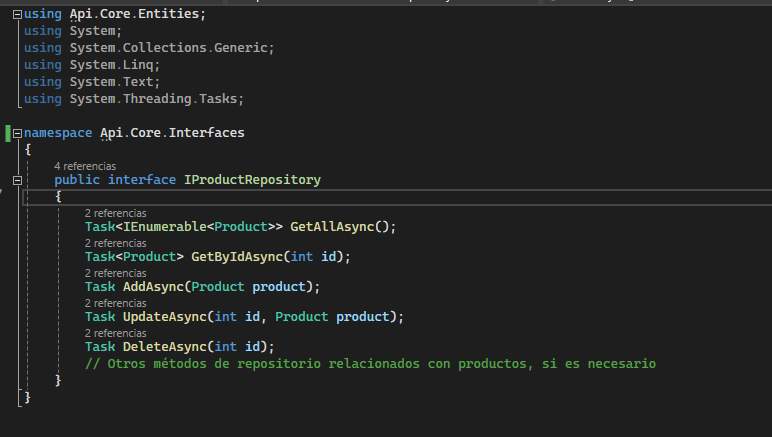 using Api.Core.Entities;
using System;
using System.Collections.Generic;
using System.Linq;
using System.Text;
using System.Threading.Tasks;
namespace Api.Core.Interfaces
{
4 referencias
public interface IProductRepository
{
2 referencias
Task<IEnumerable<Product>> GetAllAsync();
2 referencias
Task<Product> GetByIdAsync(int id);
2 referencias
Task AddAsync(Product product);
2 referencias
Task UpdateAsync(int id, Product product);
2 referencias
Task DeleteAsync(int id);
// Otros métodos de repositorio relacionados con productos, si es necesario
}
}